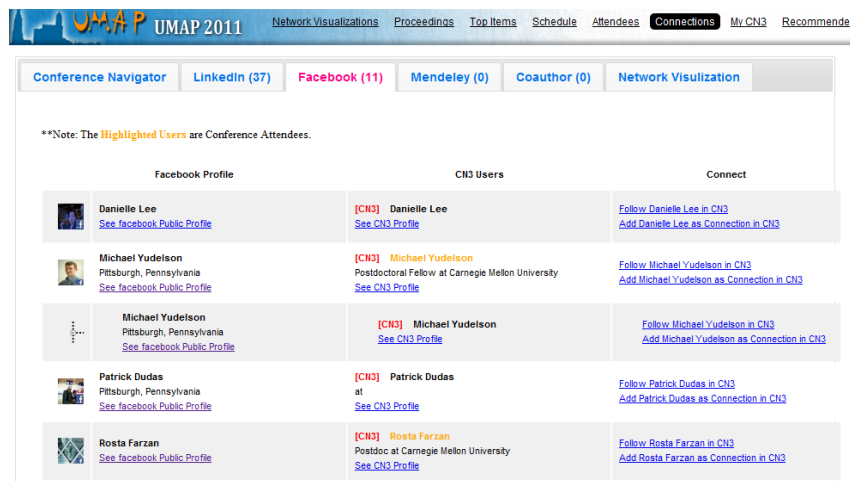 UMAP UMAP 2011 Network Visualizations Proceedings Top Items Schedule Attendees Connections My CN3 Recommende
Conference Navigator LinkedIn (37) Facebook (11) Mendeley (0) Coauthor (0) Network Visulization
**Note: The Highlighted Users are Conference Attendees.
Facebook Profile CN3 Users Connect
Danielle Lee [CN3] Danielle Lee Follow Danielle Lee in CN3
See facebook Public Profile See CN3 Profile Add Danielle Lee as Connection in CN3
Michael Yudelson [CN3] Michael Yudelson Follow Michael Yudelson in CN3
Pittsburgh, Pennsylvania Postdoctoral Fellow at Carnegie Mellon University Add Michael Yudelson as Connection in CN3
See facebook Public Profile See CN3 Profile
Michael Yudelson [CN3] Michael Yudelson Follow Michael Yudelson in CN3
Pittsburgh, Pennsylvania See CN3 Profile Add Michael Yudelson as Connection in CN3
See facebook Public Profile
Patrick Dudas [CN3] Patrick Dudas Follow Patrick Dudas in CN3
Pittsburgh, Pennsylvania at Add Patrick Dudas as Connection in CN3
See facebook Public Profile See CN3 Profile
Rosta Farzan [CN3] Rosta Farzan Follow Rosta Farzan in CN3
See facebook Public Profile Postdoc at Carnegie Mellon University Add Rosta Farzan as Connection in CN3
See CN3 Profile